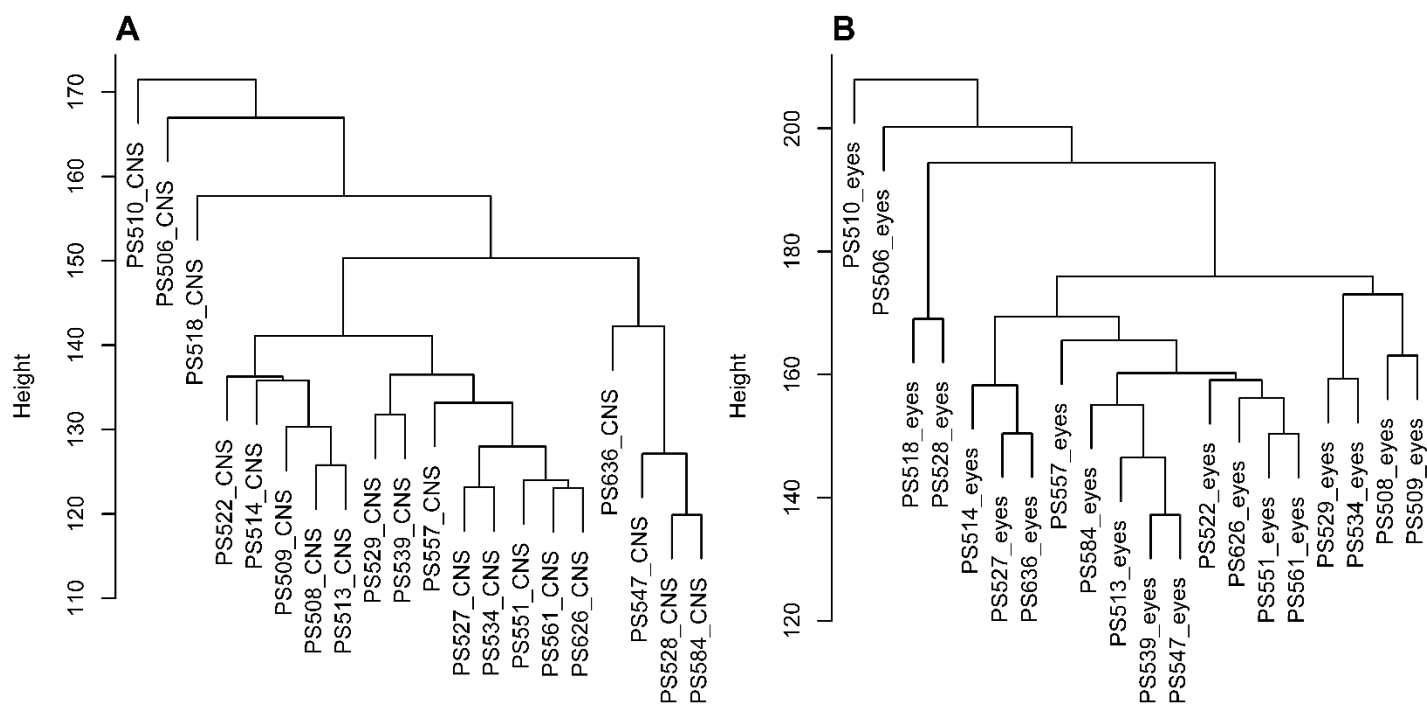 A
Height
170
160
150
140
130
120
110
PS510_CNS
PS506_CNS
PS518_CNS
PS522_CNS
PS514_CNS
PS509_CNS
PS508_CNS
PS513_CNS
PS529_CNS
PS539_CNS
PS557_CNS
PS527_CNS
PS534_CNS
PS551_CNS
PS561_CNS
PS626_CNS
PS636_CNS
PS547_CNS
PS528_CNS
PS584_CNS
B
Height
200
180
160
140
120
PS510_eyes
PS506_eyes
PS518_eyes
PS528_eyes
PS514_eyes
PS527_eyes
PS636_eyes
PS557_eyes
PS584_eyes
PS513_eyes
PS539_eyes
PS547_eyes
PS522_eyes
PS626_eyes
PS551_eyes
PS561_eyes
PS529_eyes
PS534_eyes
PS508_eyes
PS509_eyes